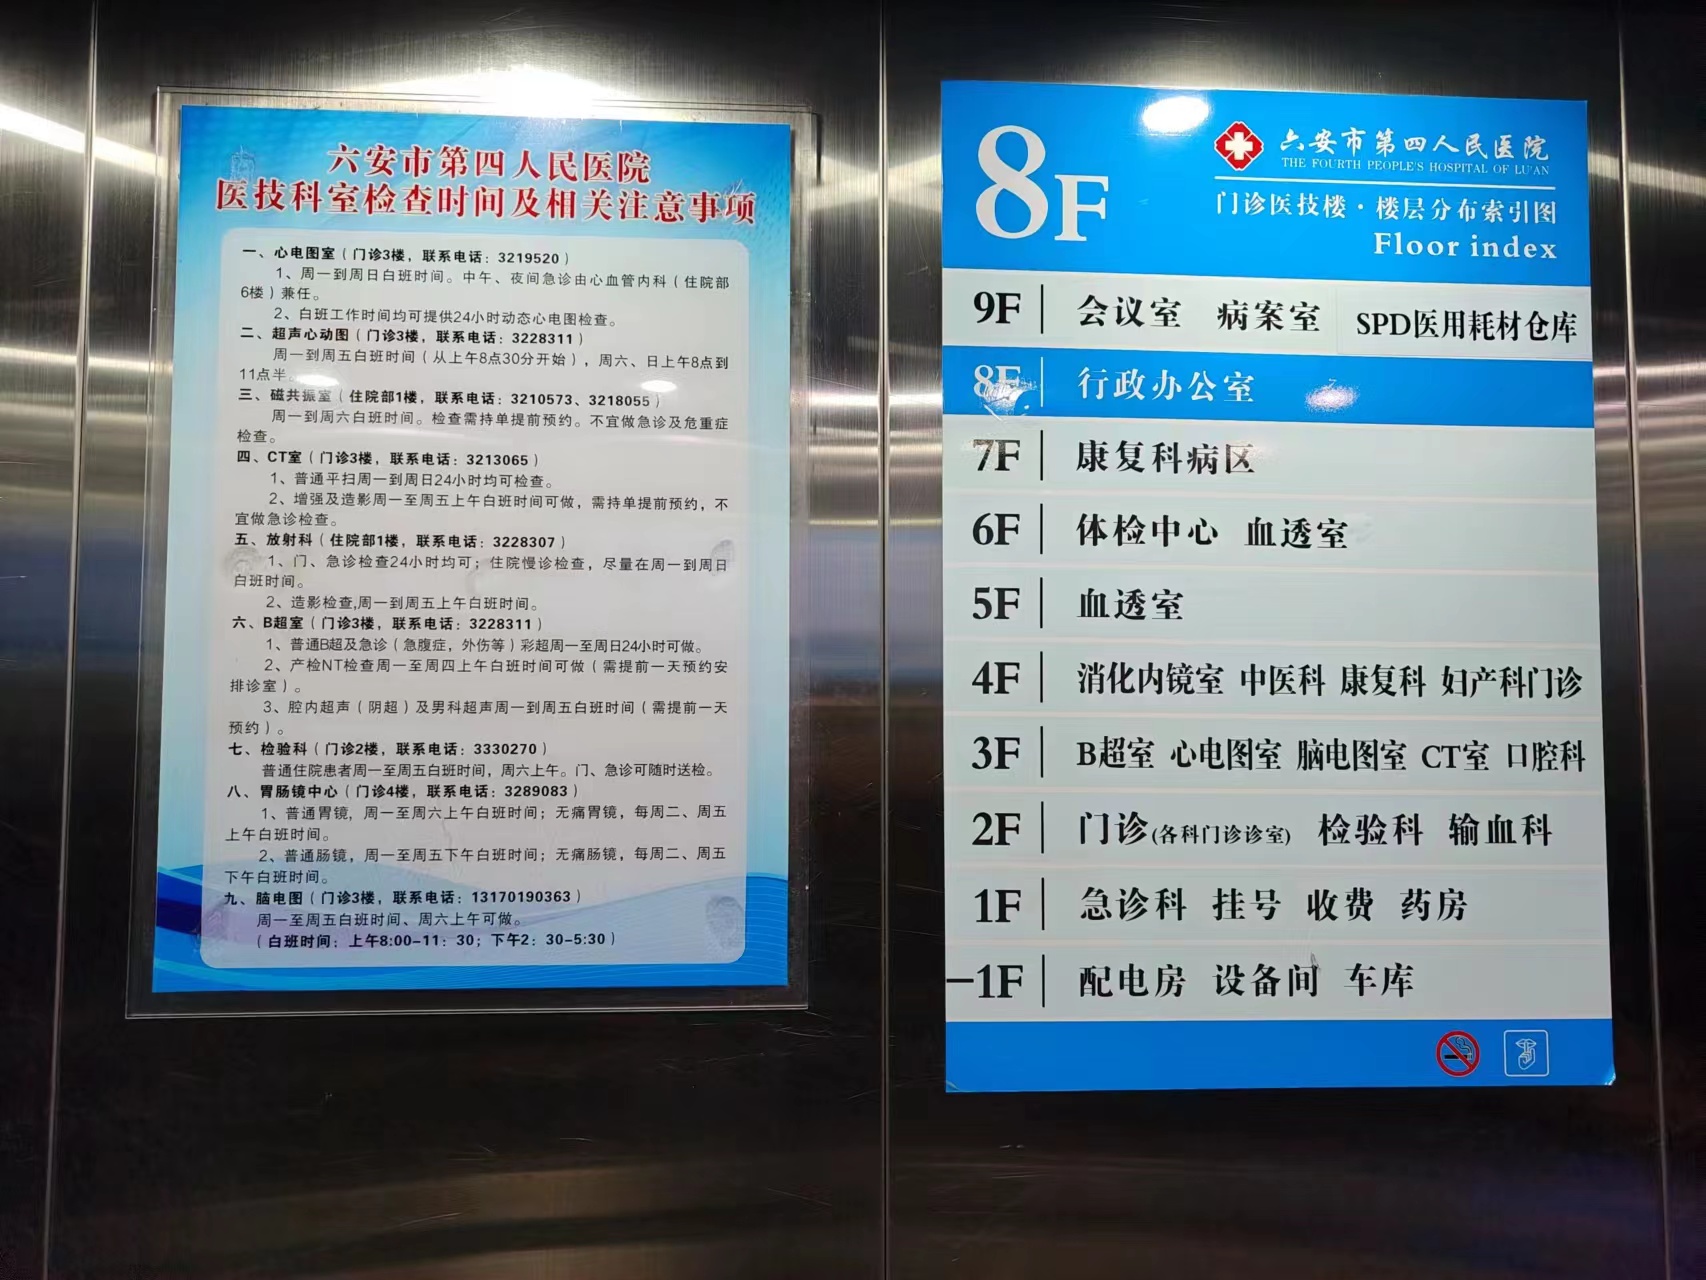 六安市第四人民医院
医技科室检查时间及相关注意事项
一、心电图室（门诊3楼，联系电话：3219520）
1、周一到周日白班时间。中午、夜间急诊由心血管内科（住院部
6楼）兼任。
2、白班工作时间均可提供24小时动态心电图检查。
二、超声心动图（门诊3楼，联系电话：3228311）
周一到周五白班时间（从上午8点30分开始），周六、日上午8点到
11点半。
三、磁共振室（住院部1楼，联系电话：3210573、3218055）
周一到周六白班时间。检查需持单提前预约。不宜做急诊及危重症
检查。
四、CT室（门诊3楼，联系电话：3213065）
1、普通平扫周一到周日24小时均可检查。
2、增强及造影周一至周五上午白班时间可做，需持单提前预约，不
宜做急诊检查。
五、放射科（住院部1楼，联系电话：3228307）
1、门、急诊检查24小时均可；住院慢诊检查，尽量在周一到周日
白班时间。
2、造影检查,周一到周五上午白班时间。
六、B超室（门诊3楼，联系电话：3228311）
1、普通B超及急诊（急腹症，外伤等）彩超周一至周日24小时可做。
2、产检NT检查周一至周四上午白班时间可做（需提前一天预约安
排诊室）。
3、腔内超声（阴超）及男科超声周一到周五白班时间（需提前一天
预约）。
七、检验科（门诊2楼，联系电话：3330270）
普通住院患者周一至周五白班时间，周六上午。门、急诊可随时送检。
八、胃肠镜中心（门诊4楼，联系电话：3289083）
1、普通胃镜，周一至周六上午白班时间；无痛胃镜，每周二、周五
上午白班时间。
2、普通肠镜，周一至周五下午白班时间；无痛肠镜，每周二、周五
下午白班时间。
九、脑电图（门诊3楼，联系电话：13170190363）
周一至周五白班时间、周六上午可做。
（白班时间：上午8:00-11：30；下午2：30-5:30）
8F
六安市第四人民医院
THE FOURTH PEOPLE'S HOSPITAL OF LU'AN
门诊医技楼·楼层分布索引图
Floor index
9F 会议室 病案室 SPD医用耗材仓库
8F 行政办公室
7F 康复科病区
6F 体检中心 血透室
5F 血透室
4F 消化内镜室 中医科 康复科 妇产科门诊
3F B超室 心电图室 脑电图室 CT室 口腔科
2F 门诊(各科门诊诊室) 检验科 输血科
1F 急诊科 挂号 收费 药房
-1F 配电房 设备间 车库